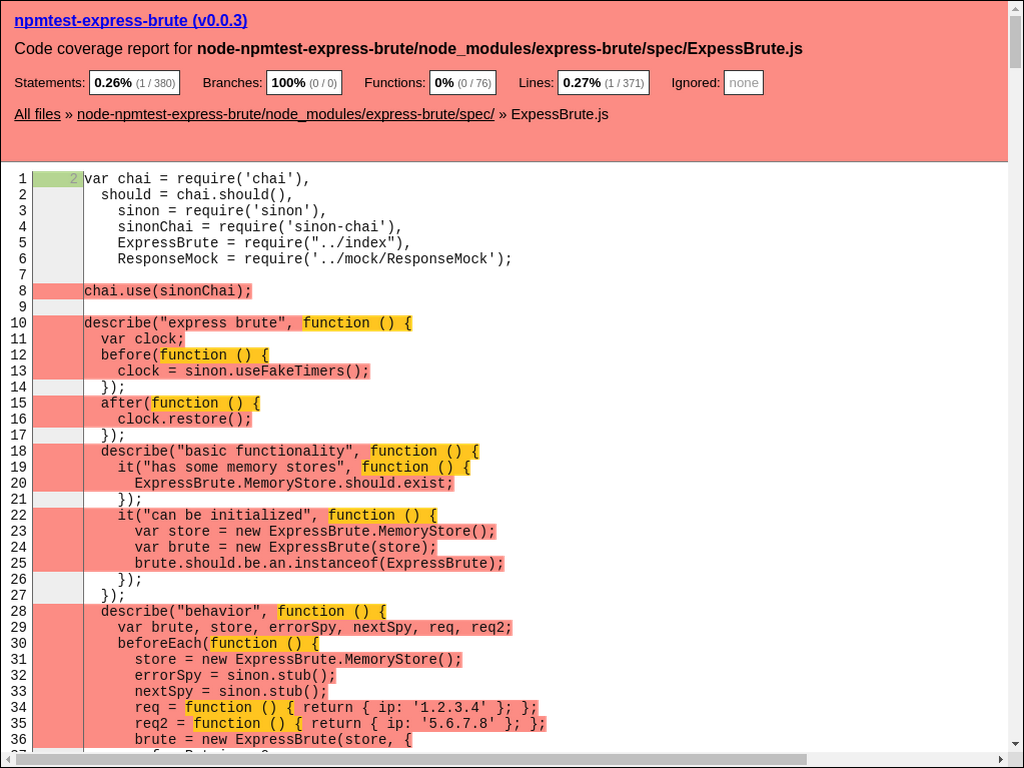 npmtest-express-brute (v0.0.3)
Code coverage report for node-npmtest-express-brute/node_modules/express-brute/spec/ExpessBrute.js
Statements: 0.26% (1 / 380) Branches: 100% (0 / 0) Functions: 0% (0 / 76) Lines: 0.27% (1 / 371) Ignored: none
All files » node-npmtest-express-brute/node_modules/express-brute/spec/ » ExpessBrute.js
1 2 var chai = require('chai'),
2 should = chai.should(),
3 sinon = require('sinon'),
4 sinonChai = require('sinon-chai'),
5 ExpressBrute = require("../index"),
6 ResponseMock = require('../mock/ResponseMock');
7
8 chai.use(sinonChai);
9
10 describe("express brute", function () {
11 var clock;
12 before(function () {
13 clock = sinon.useFakeTimers();
14 });
15 after(function () {
16 clock.restore();
17 });
18 describe("basic functionality", function () {
19 it("has some memory stores", function () {
20 ExpressBrute.MemoryStore.should.exist;
21 });
22 it("can be initialized", function () {
23 var store = new ExpressBrute.MemoryStore();
24 var brute = new ExpressBrute(store);
25 brute.should.be.an.instanceof(ExpressBrute);
26 });
27 });
28 describe("behavior", function () {
29 var brute, store, errorSpy, nextSpy, req, req2;
30 beforeEach(function () {
31 store = new ExpressBrute.MemoryStore();
32 errorSpy = sinon.stub();
33 nextSpy = sinon.stub();
34 req = function () { return { ip: '1.2.3.4' }; };
35 req2 = function () { return { ip: '5.6.7.8' }; };
36 brute = new ExpressBrute(store, {